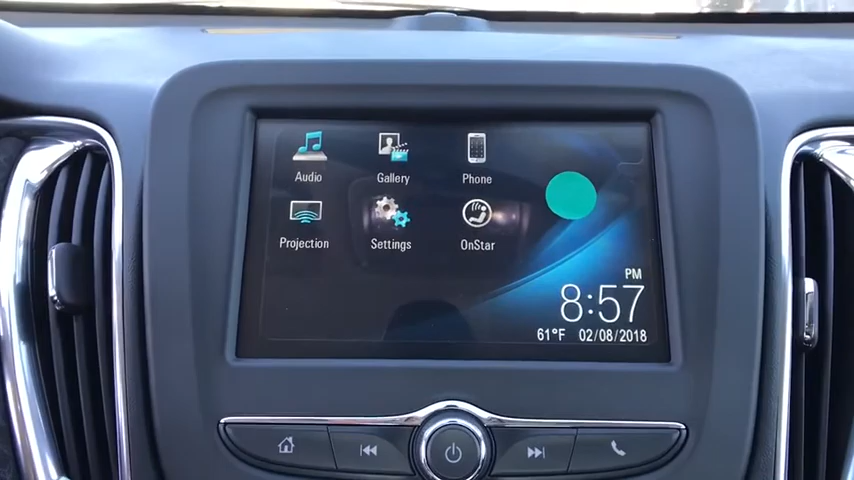 Audio
Gallery
Phone
Projection
Settings
OnStar
PM
8:57
61°F 02/08/2018